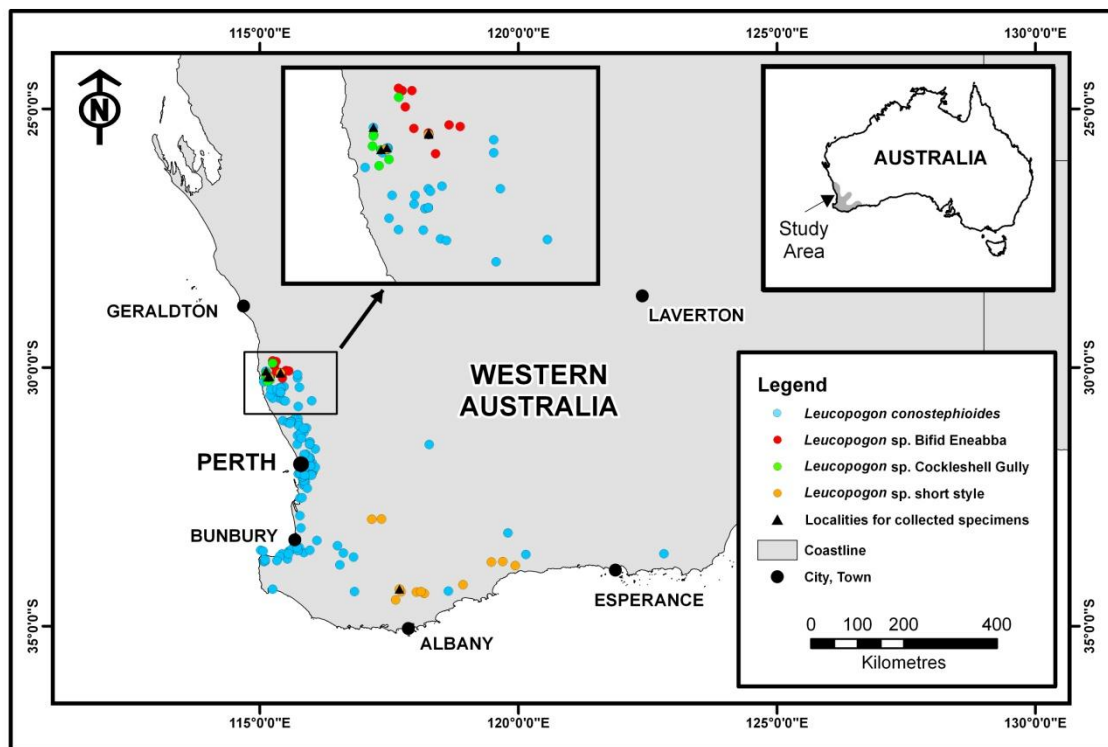 115°0'0"E 120°0'0"E 125°0'0"E 130°0'0"E
N
25°0'0"S
25°0'0"S
AUSTRALIA
Study
Area
GERALDTON
LAVERTON
30°0'0"S
30°0'0"S
WESTERN
AUSTRALIA
PERTH
BUNBURY
ESPERANCE
ALBANY
35°0'0"S
35°0'0"S
Legend
Leucopogon conostephioides
Leucopogon sp. Bifid Eneabba
Leucopogon sp. Cockleshell Gully
Leucopogon sp. short style
Localities for collected specimens
Coastline
City, Town
0 100 200 400
Kilometres
115°0'0"E 120°0'0"E 125°0'0"E 130°0'0"E